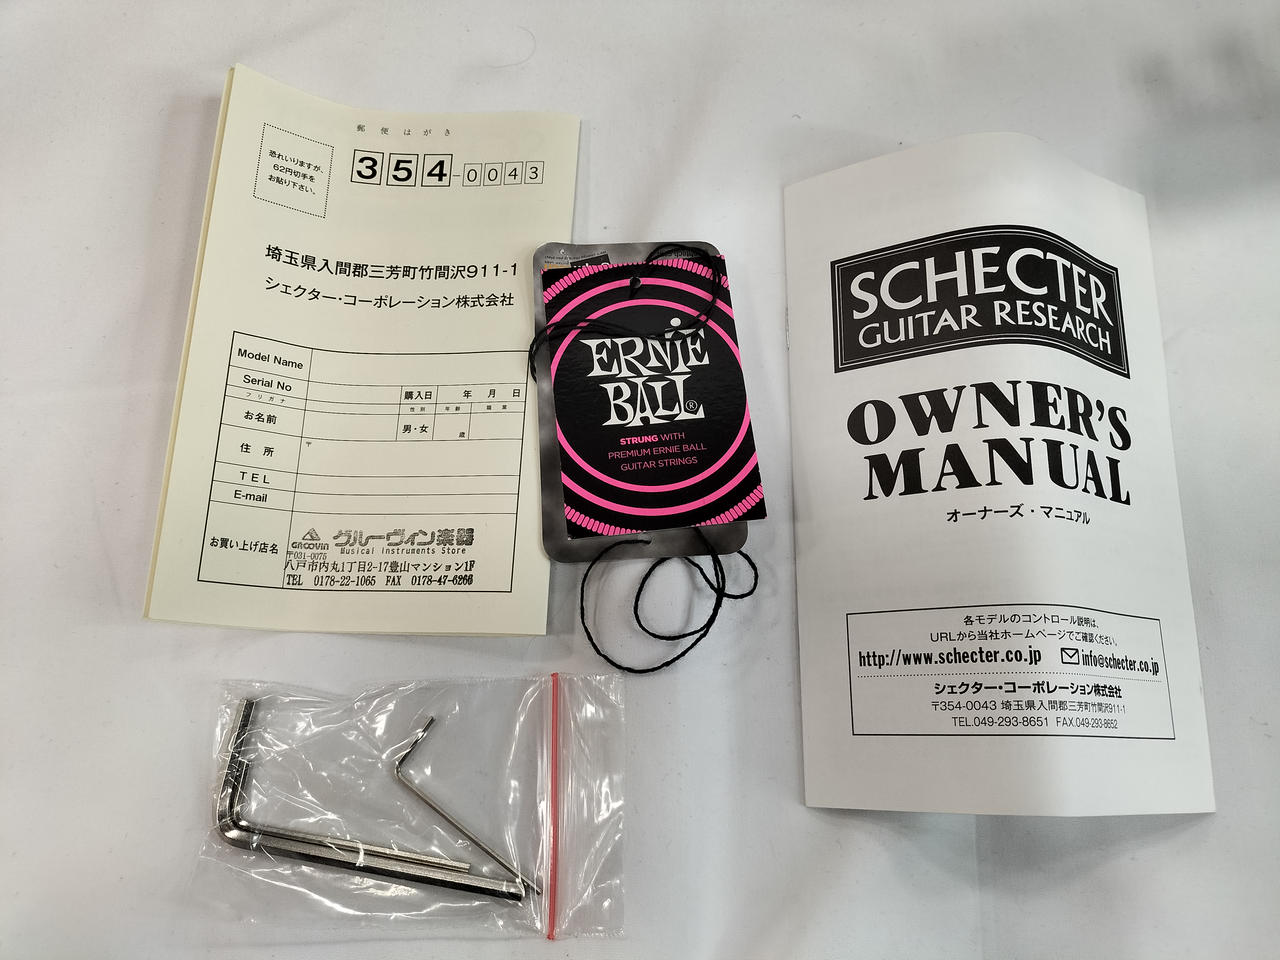 郵便はがき
恐れいりますが、
62円切手を
お貼り下さい。
354-0043
埼玉県入間郡三芳町竹間沢911-1
シェクター・コーポレーション株式会社
Model Name
Serial No
購入日 年 月 日
フリガナ
性別 年齢 職業
お名前
男・女 歳
住 所 〒
TEL
E-mail
お買い上げ店名
GROOVIN グルーヴィン楽器
Musical Instruments Store
〒031-0075
八戸市内丸1丁目2-17豊山マンション1F
TEL 0178-22-1065 FAX 0178-47-6266
ERNIE
BALL®
STRUNG WITH
PREMIUM ERNIE BALL
GUITAR STRINGS
SCHECTER
GUITAR RESEARCH
OWNER'S
MANUAL
オーナーズ・マニュアル
各モデルのコントロール説明は、
URLから当社ホームページでご確認ください。
http://www.schecter.co.jp info@schecter.co.jp
シェクター・コーポレーション株式会社
〒354-0043 埼玉県入間郡三芳町竹間沢911-1
TEL.049-293-8651 FAX.049-293-8652